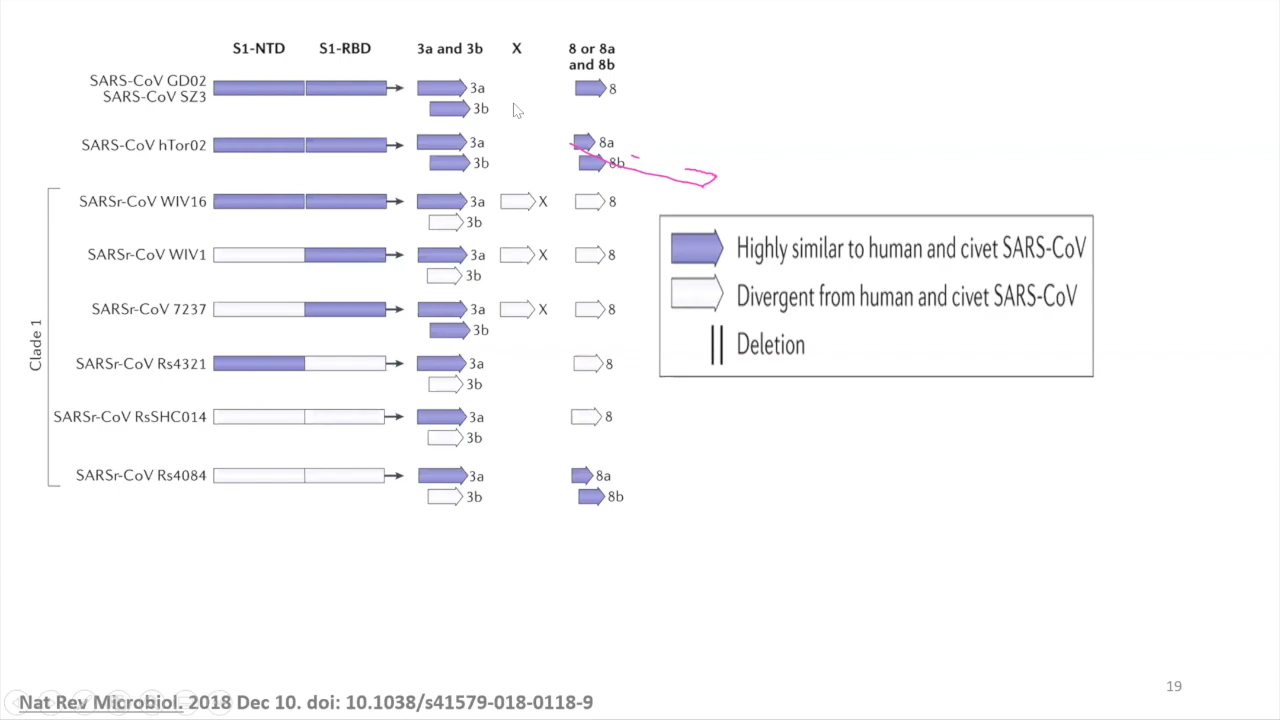 S1-NTD S1-RBD 3a and 3b X 8 or 8a
and 8b
SARS-CoV GD02 3a 8
SARS-CoV SZ3
3b
SARS-CoV hTor02 3a 8a
3b 8b
SARSr-CoV WIV16 3a X 8
3b
Highly similar to human and civet SARS-CoV
SARSr-CoV WIV1 3a X 8
3b
Divergent from human and civet SARS-CoV
SARSr-CoV 7237 3a X 8
3b
Deletion
Clade 1
SARSr-CoV Rs4321 3a 8
3b
SARSr-CoV RsSHC014 3a 8
3b
SARSr-CoV Rs4084 3a 8a
3b 8b
19
Nat Rev Microbiol. 2018 Dec 10. doi: 10.1038/s41579-018-0118-9